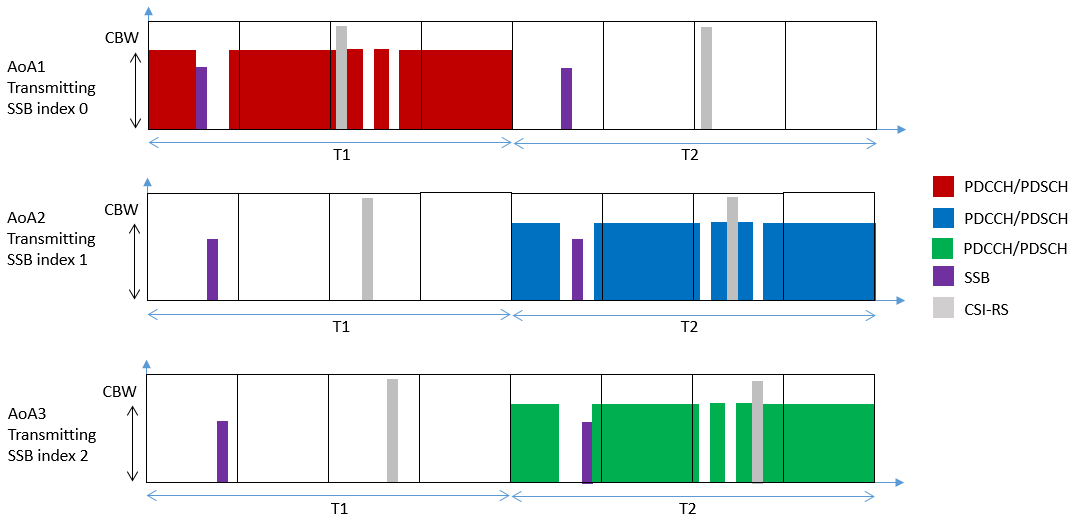 CBW
AoA1
Transmitting
SSB index 0
T1
T2
CBW
AoA2
Transmitting
SSB index 1
T1
T2
CBW
AoA3
Transmitting
SSB index 2
T1
T2
PDCCH/PDSCH
PDCCH/PDSCH
PDCCH/PDSCH
SSB
CSI-RS